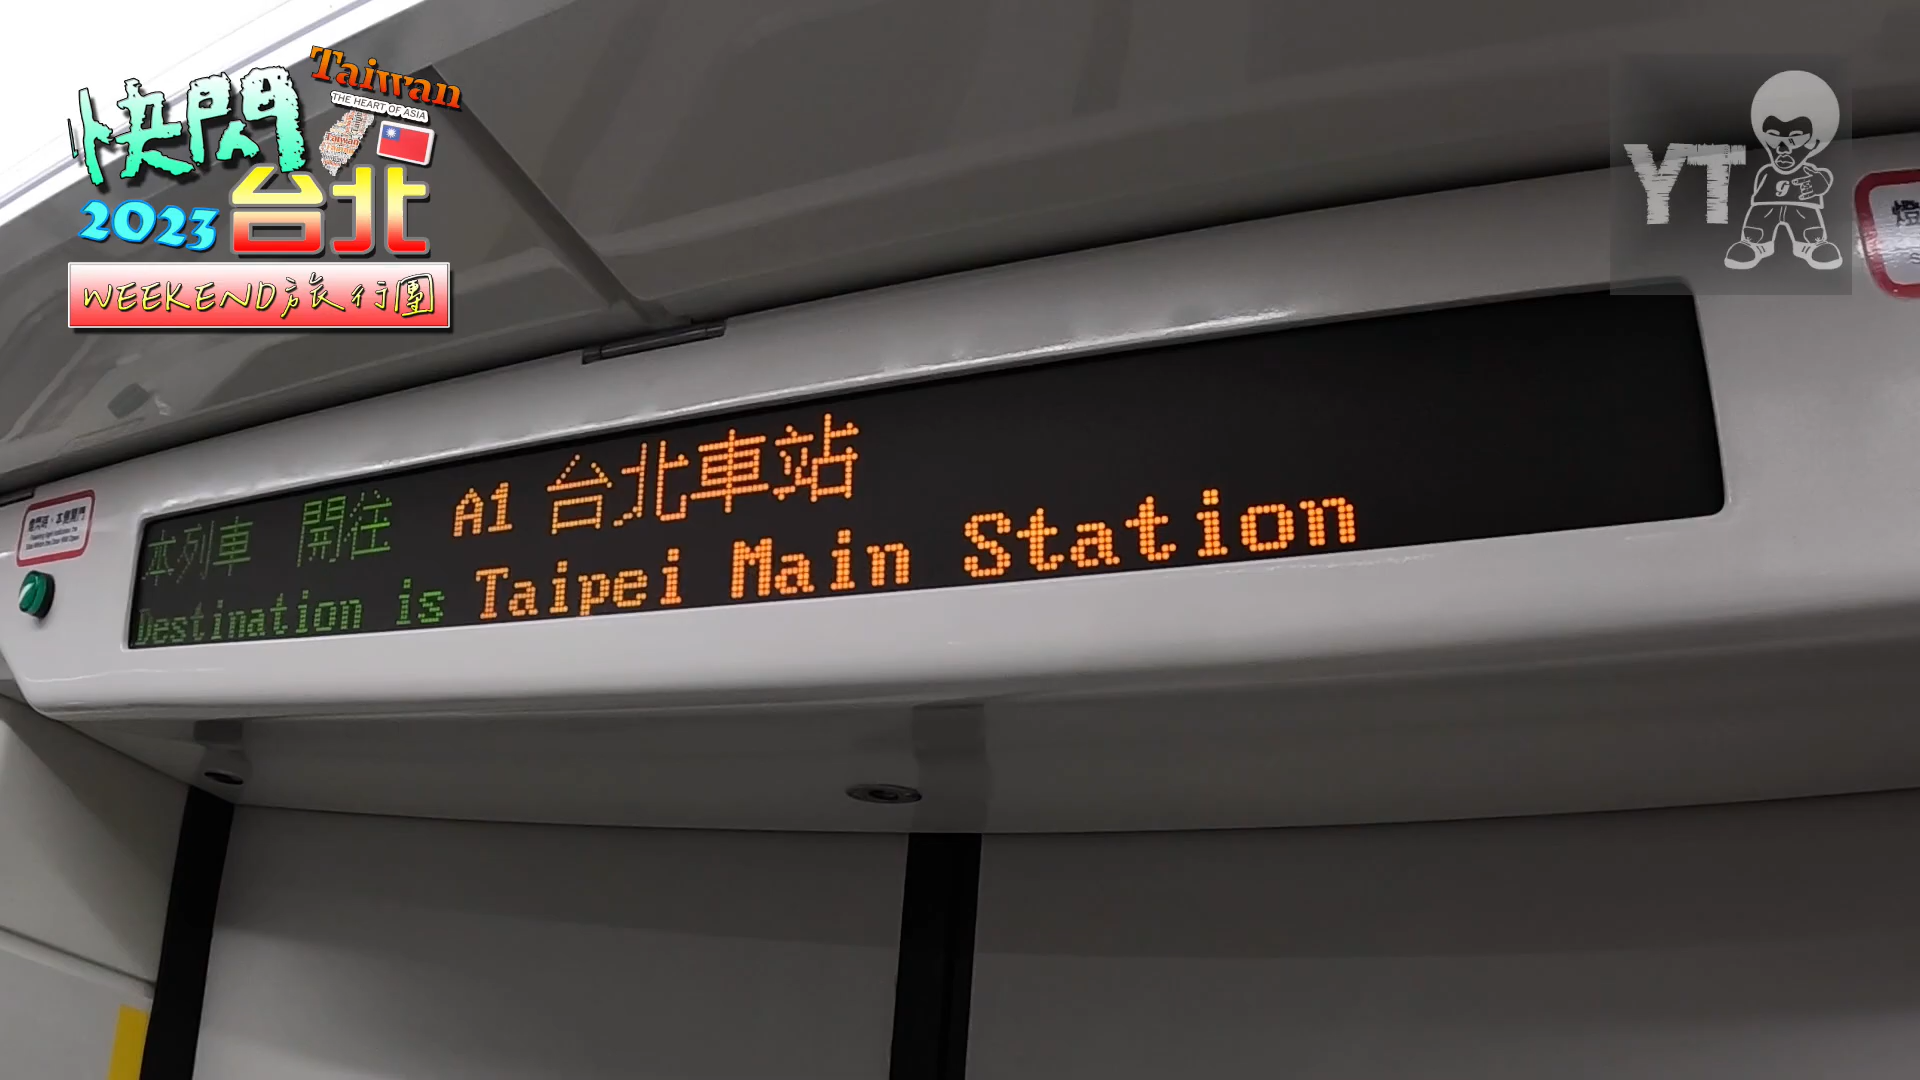 Taiwan
THE HEART OF ASIA
快閃
2023 台北
WEEKEND旅行團
YT
本列車 開往 A1 台北車站
Destination is Taipei Main Station